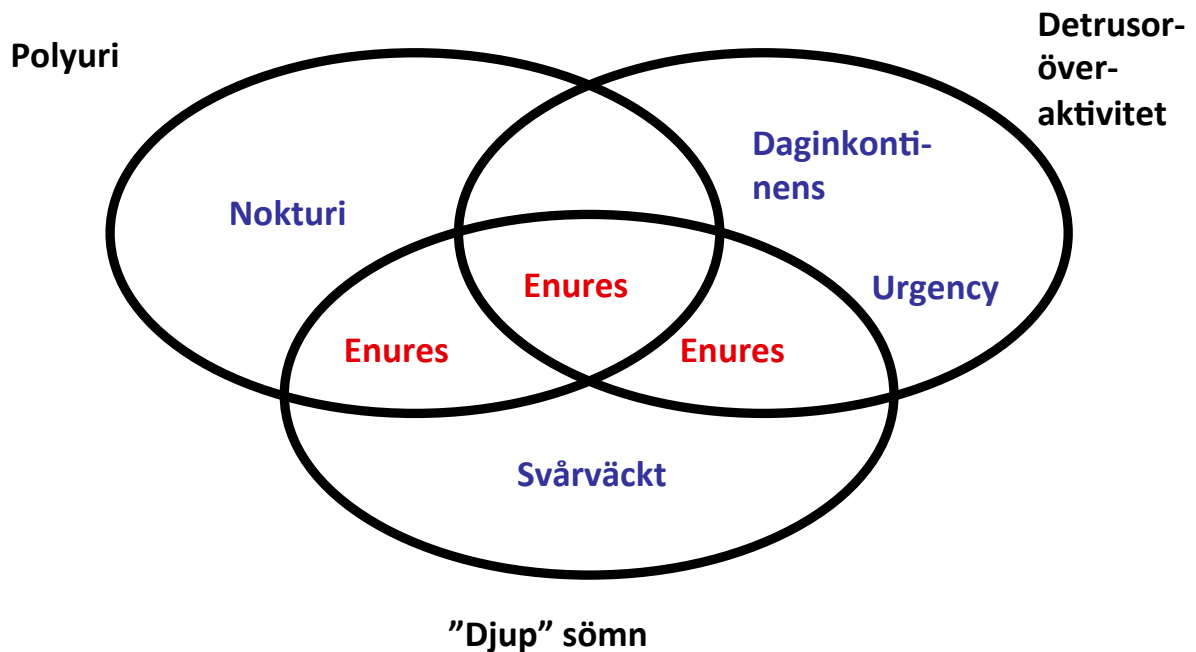 Polyuri
Detrusor-
över-
aktivitet
Daginkonti-
nens
Nokturi
Enures
Urgency
Enures
Enures
Svårväckt
”Djup” sömn